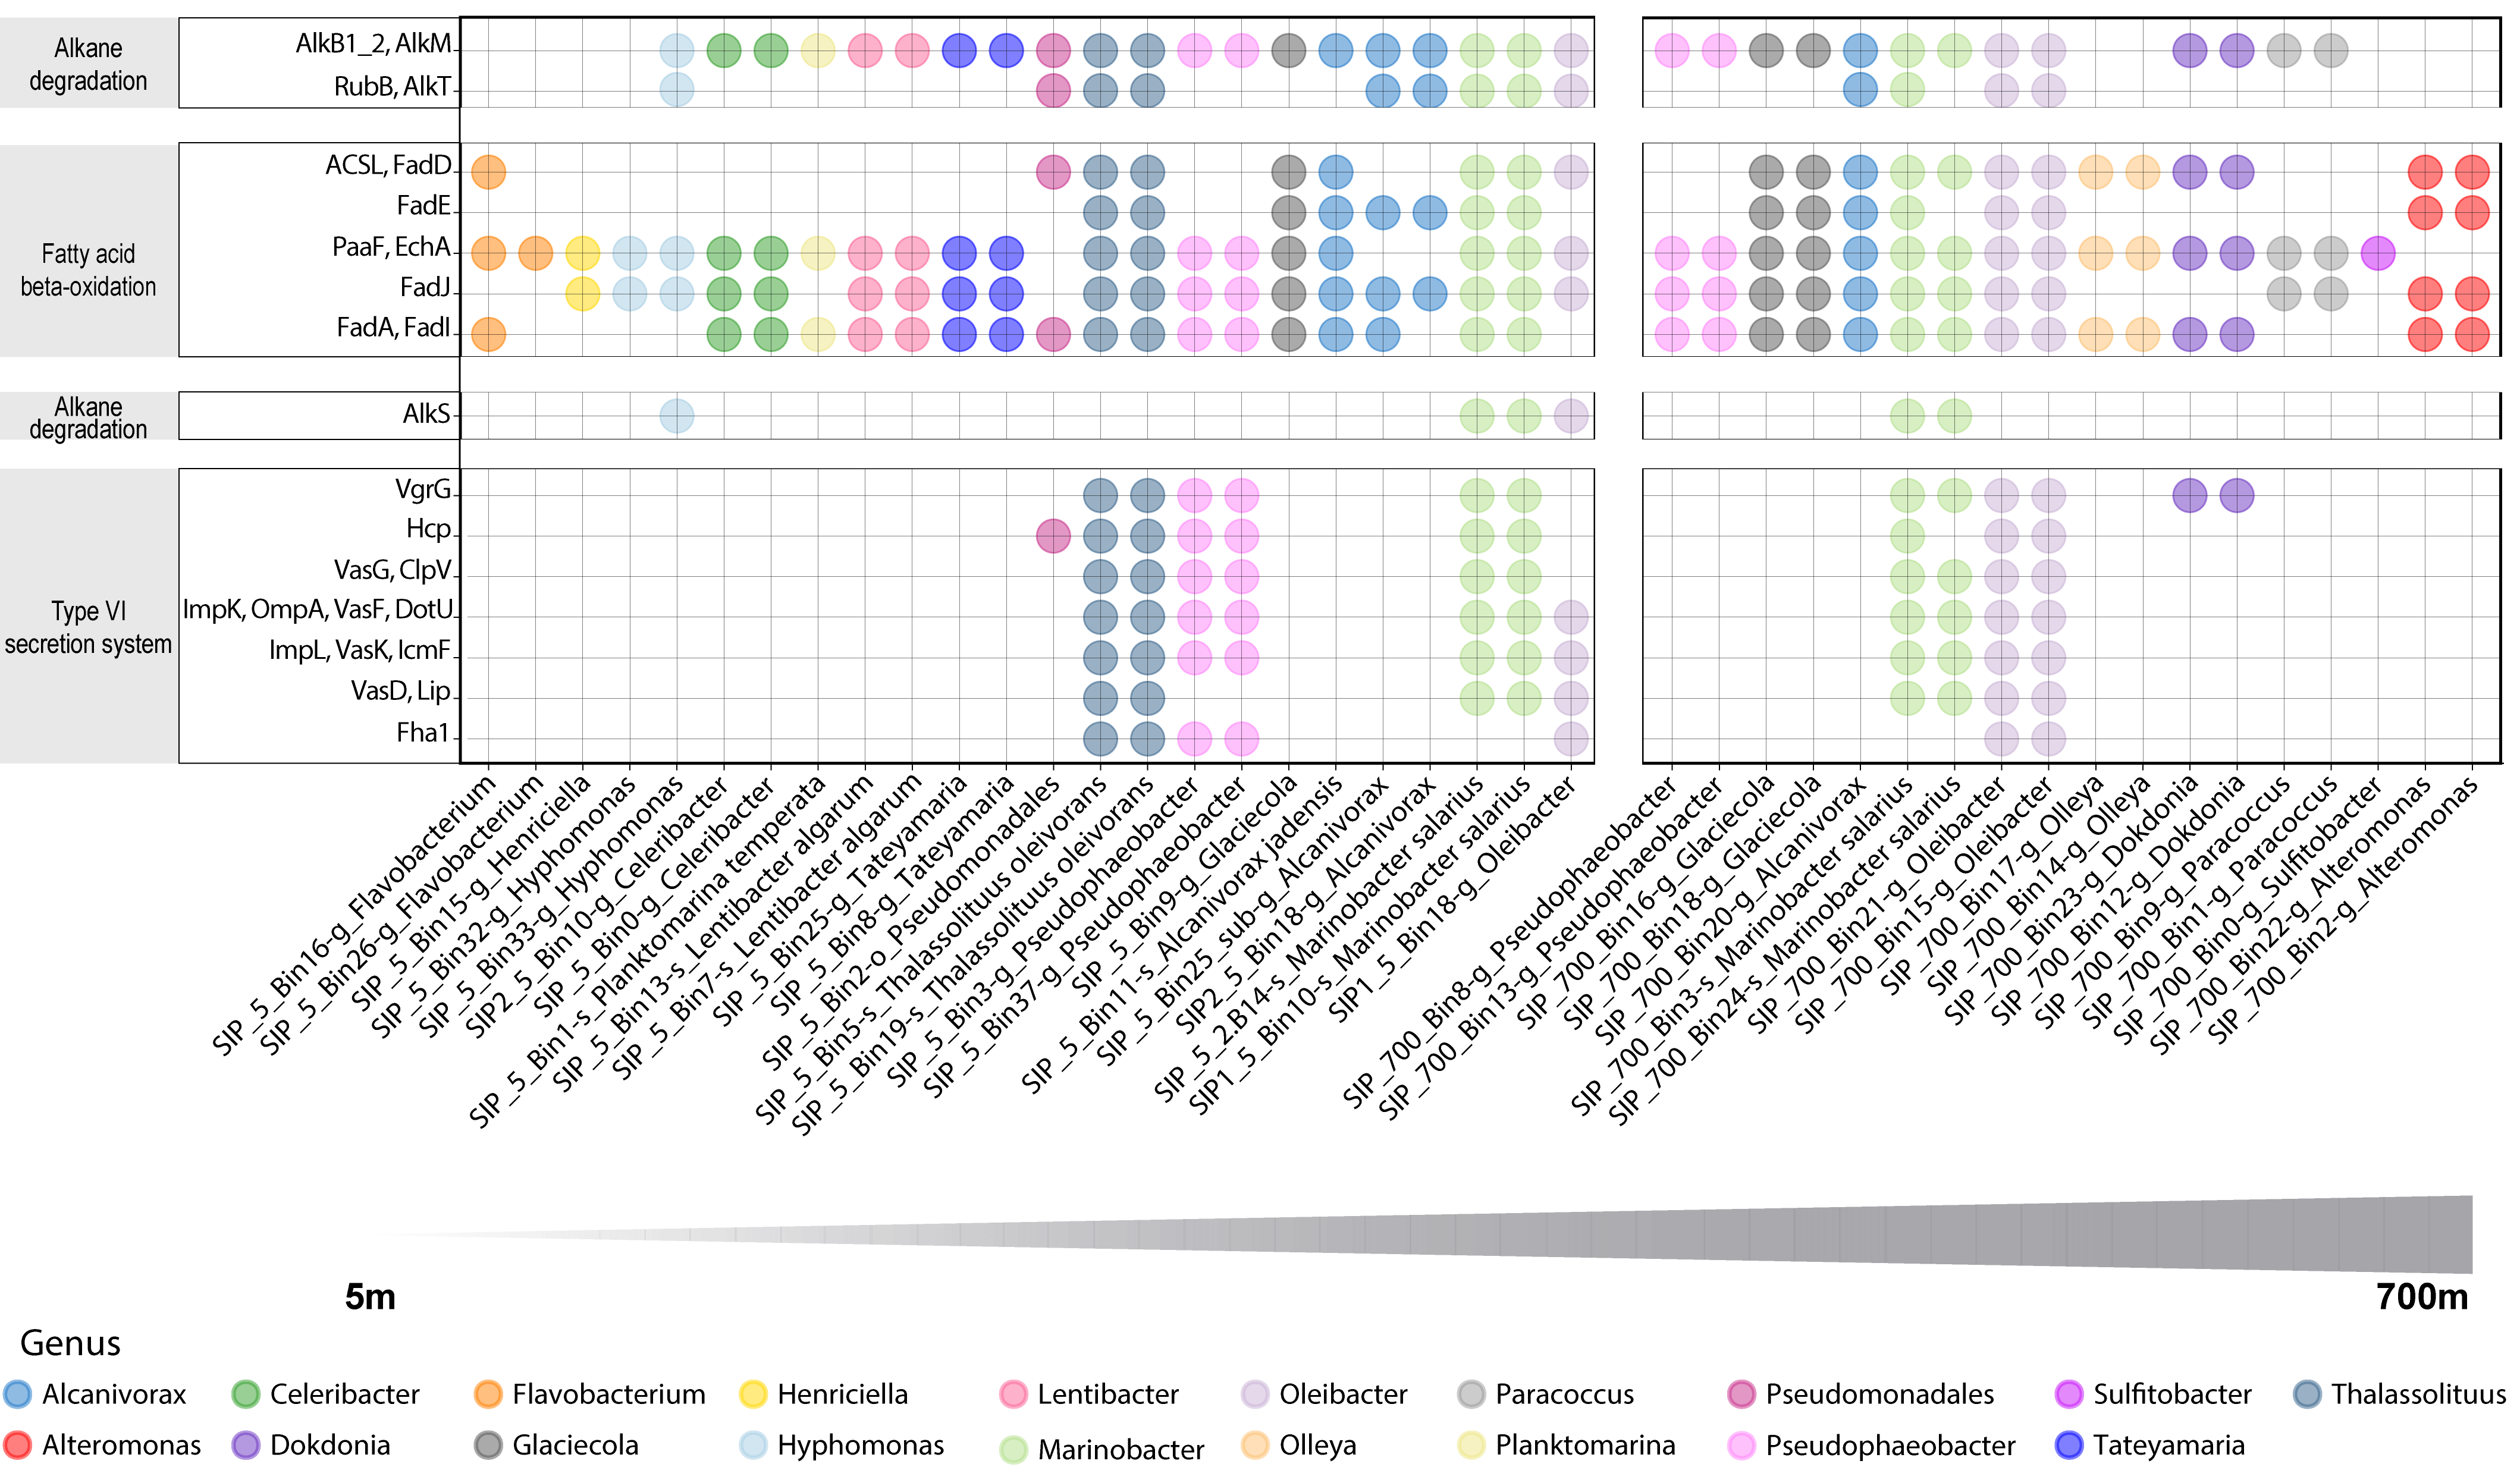 Alkane
degradation
AlkB1_2, AlkM
RubB, AlkT
Fatty acid
beta-oxidation
ACSL, FadD
FadE
PaaF, EchA
FadJ
FadA, FadI
Alkane
degradation
AlkS
Type VI
secretion system
VgrG
Hcp
VasG, ClpV
ImpK, OmpA, VasF, DotU
ImpL, VasK, IcmF
VasD, Lip
Fha1
SIP_5_Bin16-g_Flavobacterium
SIP_5_Bin26-g_Flavobacterium
SIP_5_Bin15-g_Henriciella
SIP_5_Bin32-g_Hyphomonas
SIP_5_Bin33-g_Hyphomonas
SIP2_5_Bin10-g_Celeribacter
SIP_5_Bin0-g_Celeribacter
SIP_5_Bin1-s_Planktomarina temperata
SIP_5_Bin13-s_Lentibacter algarum
SIP_5_Bin7-s_Lentibacter algarum
SIP_5_Bin25-g_Tateyamaria
SIP_5_Bin8-g_Tateyamaria
SIP_5_Bin2-o_Pseudomonadales
SIP_5_Bin5-s_Thalassolituus oleivorans
SIP_5_Bin19-s_Thalassolituus oleivorans
SIP_5_Bin3-g_Pseudophaeobacter
SIP_5_Bin37-g_Pseudophaeobacter
SIP_5_Bin9-g_Glaciecola
SIP_5_Bin11-s_Alcanivorax jadensis
SIP_5_Bin25_sub-g_Alcanivorax
SIP2_5_Bin18-g_Alcanivorax
SIP_5_2.B14-s_Marinobacter salarius
SIP1_5_Bin10-s_Marinobacter salarius
SIP1_5_Bin18-g_Oleibacter
SIP_700_Bin8-g_Pseudophaeobacter
SIP_700_Bin13-g_Pseudophaeobacter
SIP_700_Bin16-g_Glaciecola
SIP_700_Bin18-g_Glaciecola
SIP_700_Bin20-g_Alcanivorax
SIP_700_Bin3-s_Marinobacter salarius
SIP_700_Bin24-s_Marinobacter salarius
SIP_700_Bin21-g_Oleibacter
SIP_700_Bin15-g_Oleibacter
SIP_700_Bin17-g_Olleya
SIP_700_Bin14-g_Olleya
SIP_700_Bin23-g_Dokdonia
SIP_700_Bin12-g_Dokdonia
SIP_700_Bin9-g_Paracoccus
SIP_700_Bin1-g_Paracoccus
SIP_700_Bin0-g_Sulfitobacter
SIP_700_Bin22-g_Alteromonas
SIP_700_Bin2-g_Alteromonas
5m 700m
Genus
Alcanivorax Celeribacter Flavobacterium Henriciella Lentibacter Oleibacter Paracoccus Pseudomonadales Sulfitobacter Thalassolituus
Alteromonas Dokdonia Glaciecola Hyphomonas Marinobacter Olleya Planktomarina Pseudophaeobacter Tateyamaria